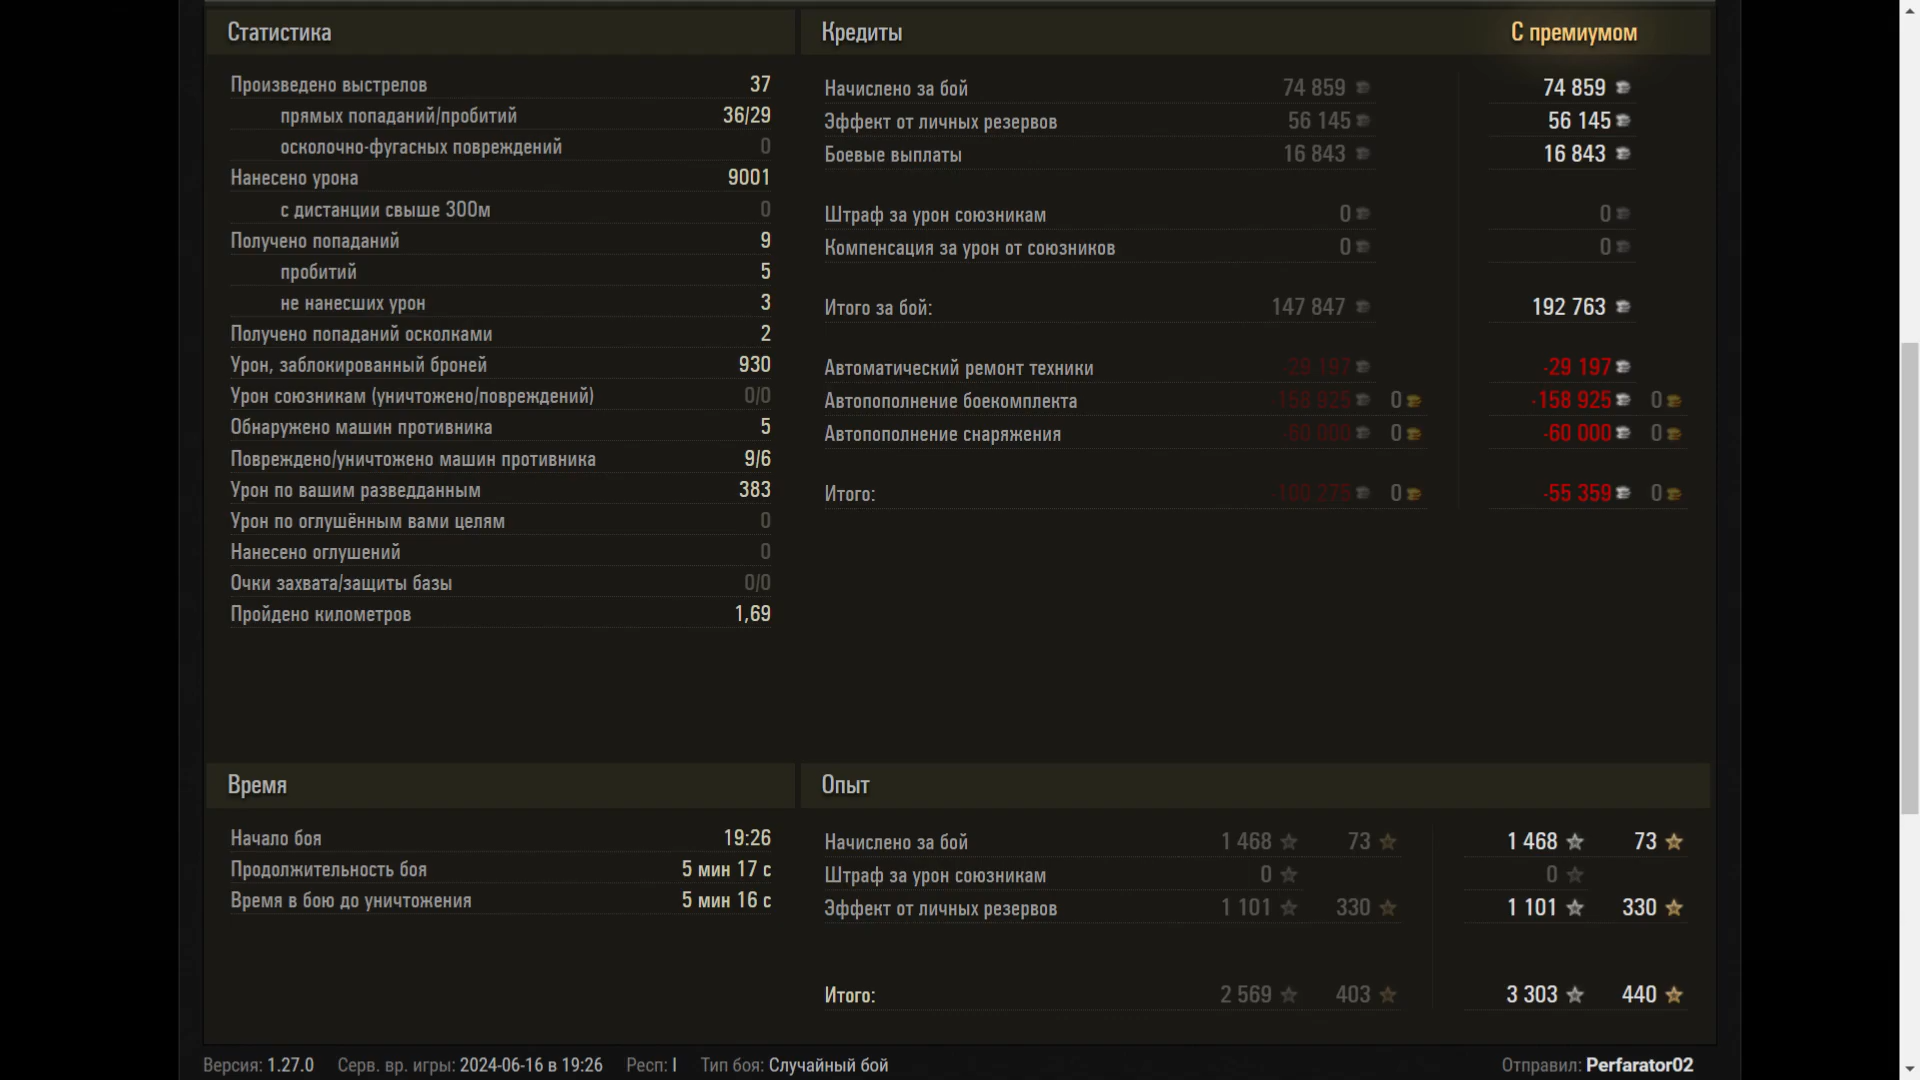 Статистика
Произведено выстрелов 37
прямых попаданий/пробитий 36/29
осколочно-фугасных повреждений 0
Нанесено урона 9001
с дистанции свыше 300м 0
Получено попаданий 9
пробитий 5
не нанесших урон 3
Получено попаданий осколками 2
Урон, заблокированный броней 930
Урон союзникам (уничтожено/повреждений) 0/0
Обнаружено машин противника 5
Повреждено/уничтожено машин противника 9/6
Урон по вашим разведданным 383
Урон по оглушённым вами целям 0
Нанесено оглушений 0
Очки захвата/защиты базы 0/0
Пройдено километров 1,69
Кредиты С премиумом
Начислено за бой 74 859 74 859
Эффект от личных резервов 56 145 56 145
Боевые выплаты 16 843 16 843
Штраф за урон союзникам 0 0
Компенсация за урон от союзников 0 0
Итого за бой: 147 847 192 763
Автоматический ремонт техники -29 197 -29 197
Автопополнение боекомплекта -158 925 0 -158 925 0
Автопополнение снаряжения -60 000 0 -60 000 0
Итого: -100 275 0 -55 359 0
Время
Начало боя 19:26
Продолжительность боя 5 мин 17 с
Время в бою до уничтожения 5 мин 16 с
Опыт
Начислено за бой 1 468 73 1 468 73
Штраф за урон союзникам 0 0
Эффект от личных резервов 1 101 330 1 101 330
Итого: 2 569 403 3 303 440
Версия: 1.27.0 Серв. вр. игры: 2024-06-16 в 19:26 Респ: I Тип боя: Случайный бой Отправил: Perfarator02